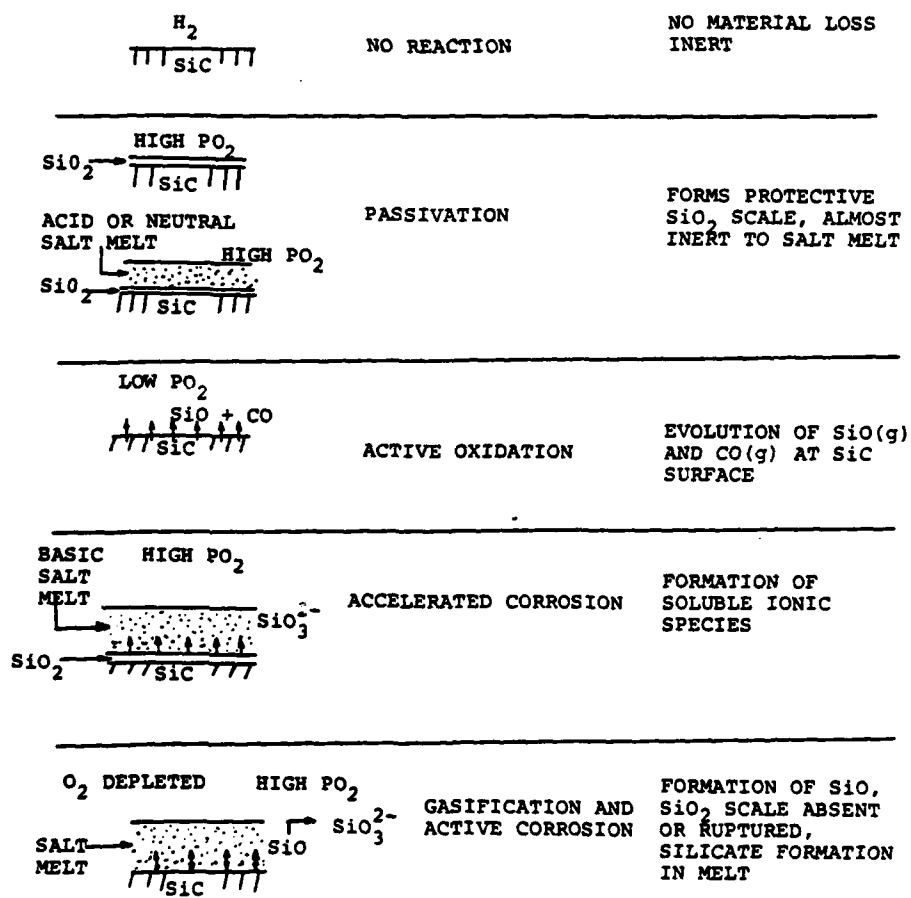 H2
SiC
NO REACTION
NO MATERIAL LOSS
INERT
HIGH PO2
SiO2
SiC
ACID OR NEUTRAL
SALT MELT
HIGH PO2
SiO2
SiC
PASSIVATION
FORMS PROTECTIVE
SiO2 SCALE, ALMOST
INERT TO SALT MELT
LOW PO2
SiO + CO
SiC
ACTIVE OXIDATION
EVOLUTION OF SiO(g)
AND CO(g) AT SiC
SURFACE
BASIC
SALT
MELT
HIGH PO2
SiO3^2-
SiO2
SiC
ACCELERATED CORROSION
FORMATION OF
SOLUBLE IONIC
SPECIES
O2 DEPLETED
HIGH PO2
SiO3^2-
SALT
MELT
SiO
SiC
GASIFICATION AND
ACTIVE CORROSION
FORMATION OF SiO,
SiO2 SCALE ABSENT
OR RUPTURED,
SILICATE FORMATION
IN MELT